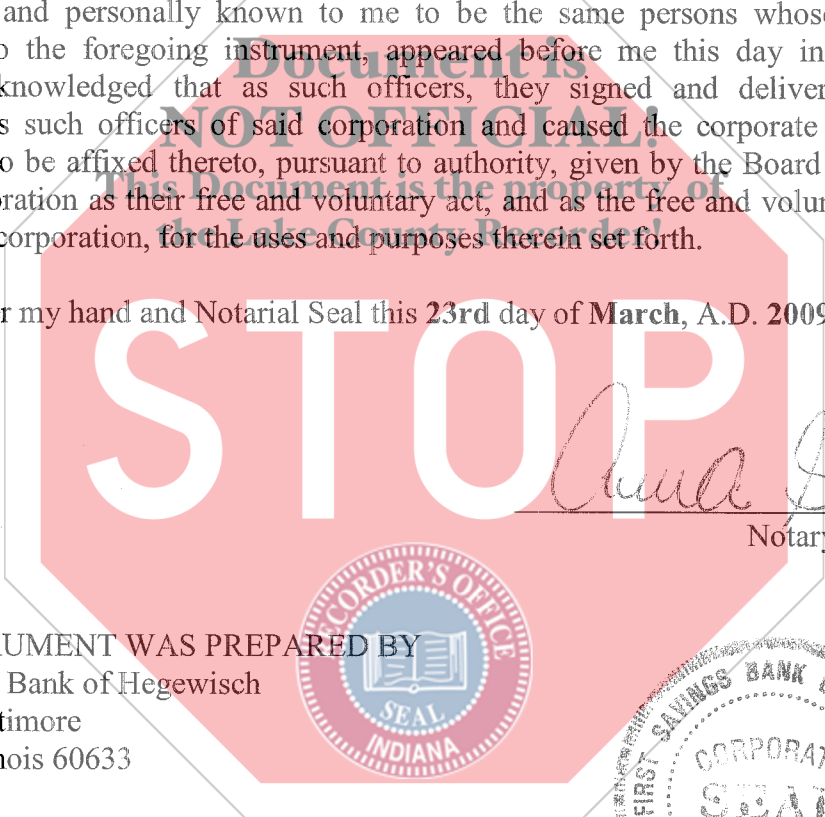 and personally known to me to be the same persons whose
o the foregoing instrument, appeared before me this day in
knowledged that as such officers, they signed and deliver
s such officers of said corporation and caused the corporate
o be affixed thereto, pursuant to authority, given by the Board
ration as their free and voluntary act, and as the free and volun
corporation, for the uses and purposes therein set forth.
Document is
NOT OFFICIAL!
This Document is the property of
the Lake County Recorder!
r my hand and Notarial Seal this 23rd day of March, A.D. 2009
STOP
Anna
Notary
RECORDER'S OFFICE
SEAL
INDIANA
RUMENT WAS PREPARED BY
Bank of Hegewisch
timore
nois 60633
FIRST SAVINGS BANK
CORPORAT
SEAL